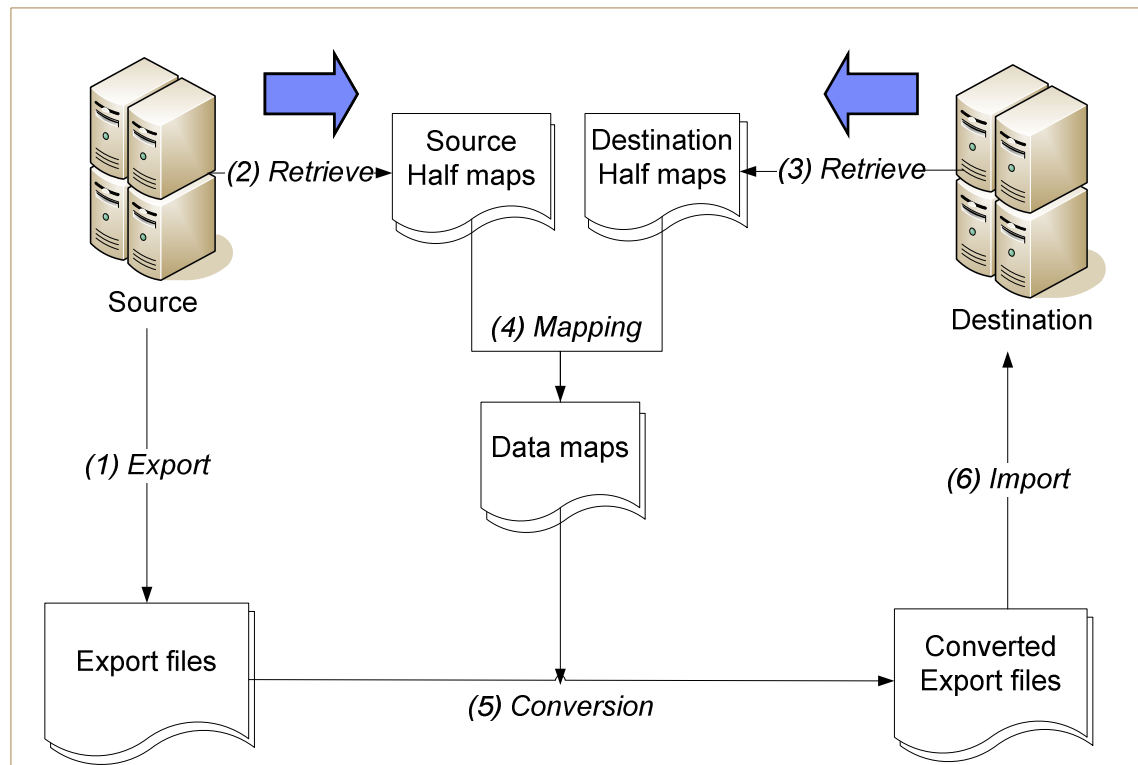 Source
Half maps
Destination
Half maps
(2) Retrieve
(3) Retrieve
Source
Destination
(4) Mapping
Data maps
(1) Export
(6) Import
Export files
Converted
Export files
(5) Conversion